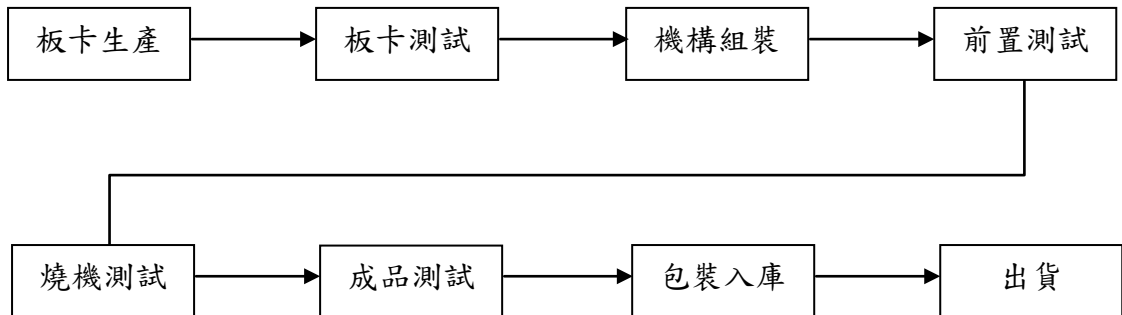 板卡生產
板卡測試
機構組裝
前置測試
燒機測試
成品測試
包裝入庫
出貨